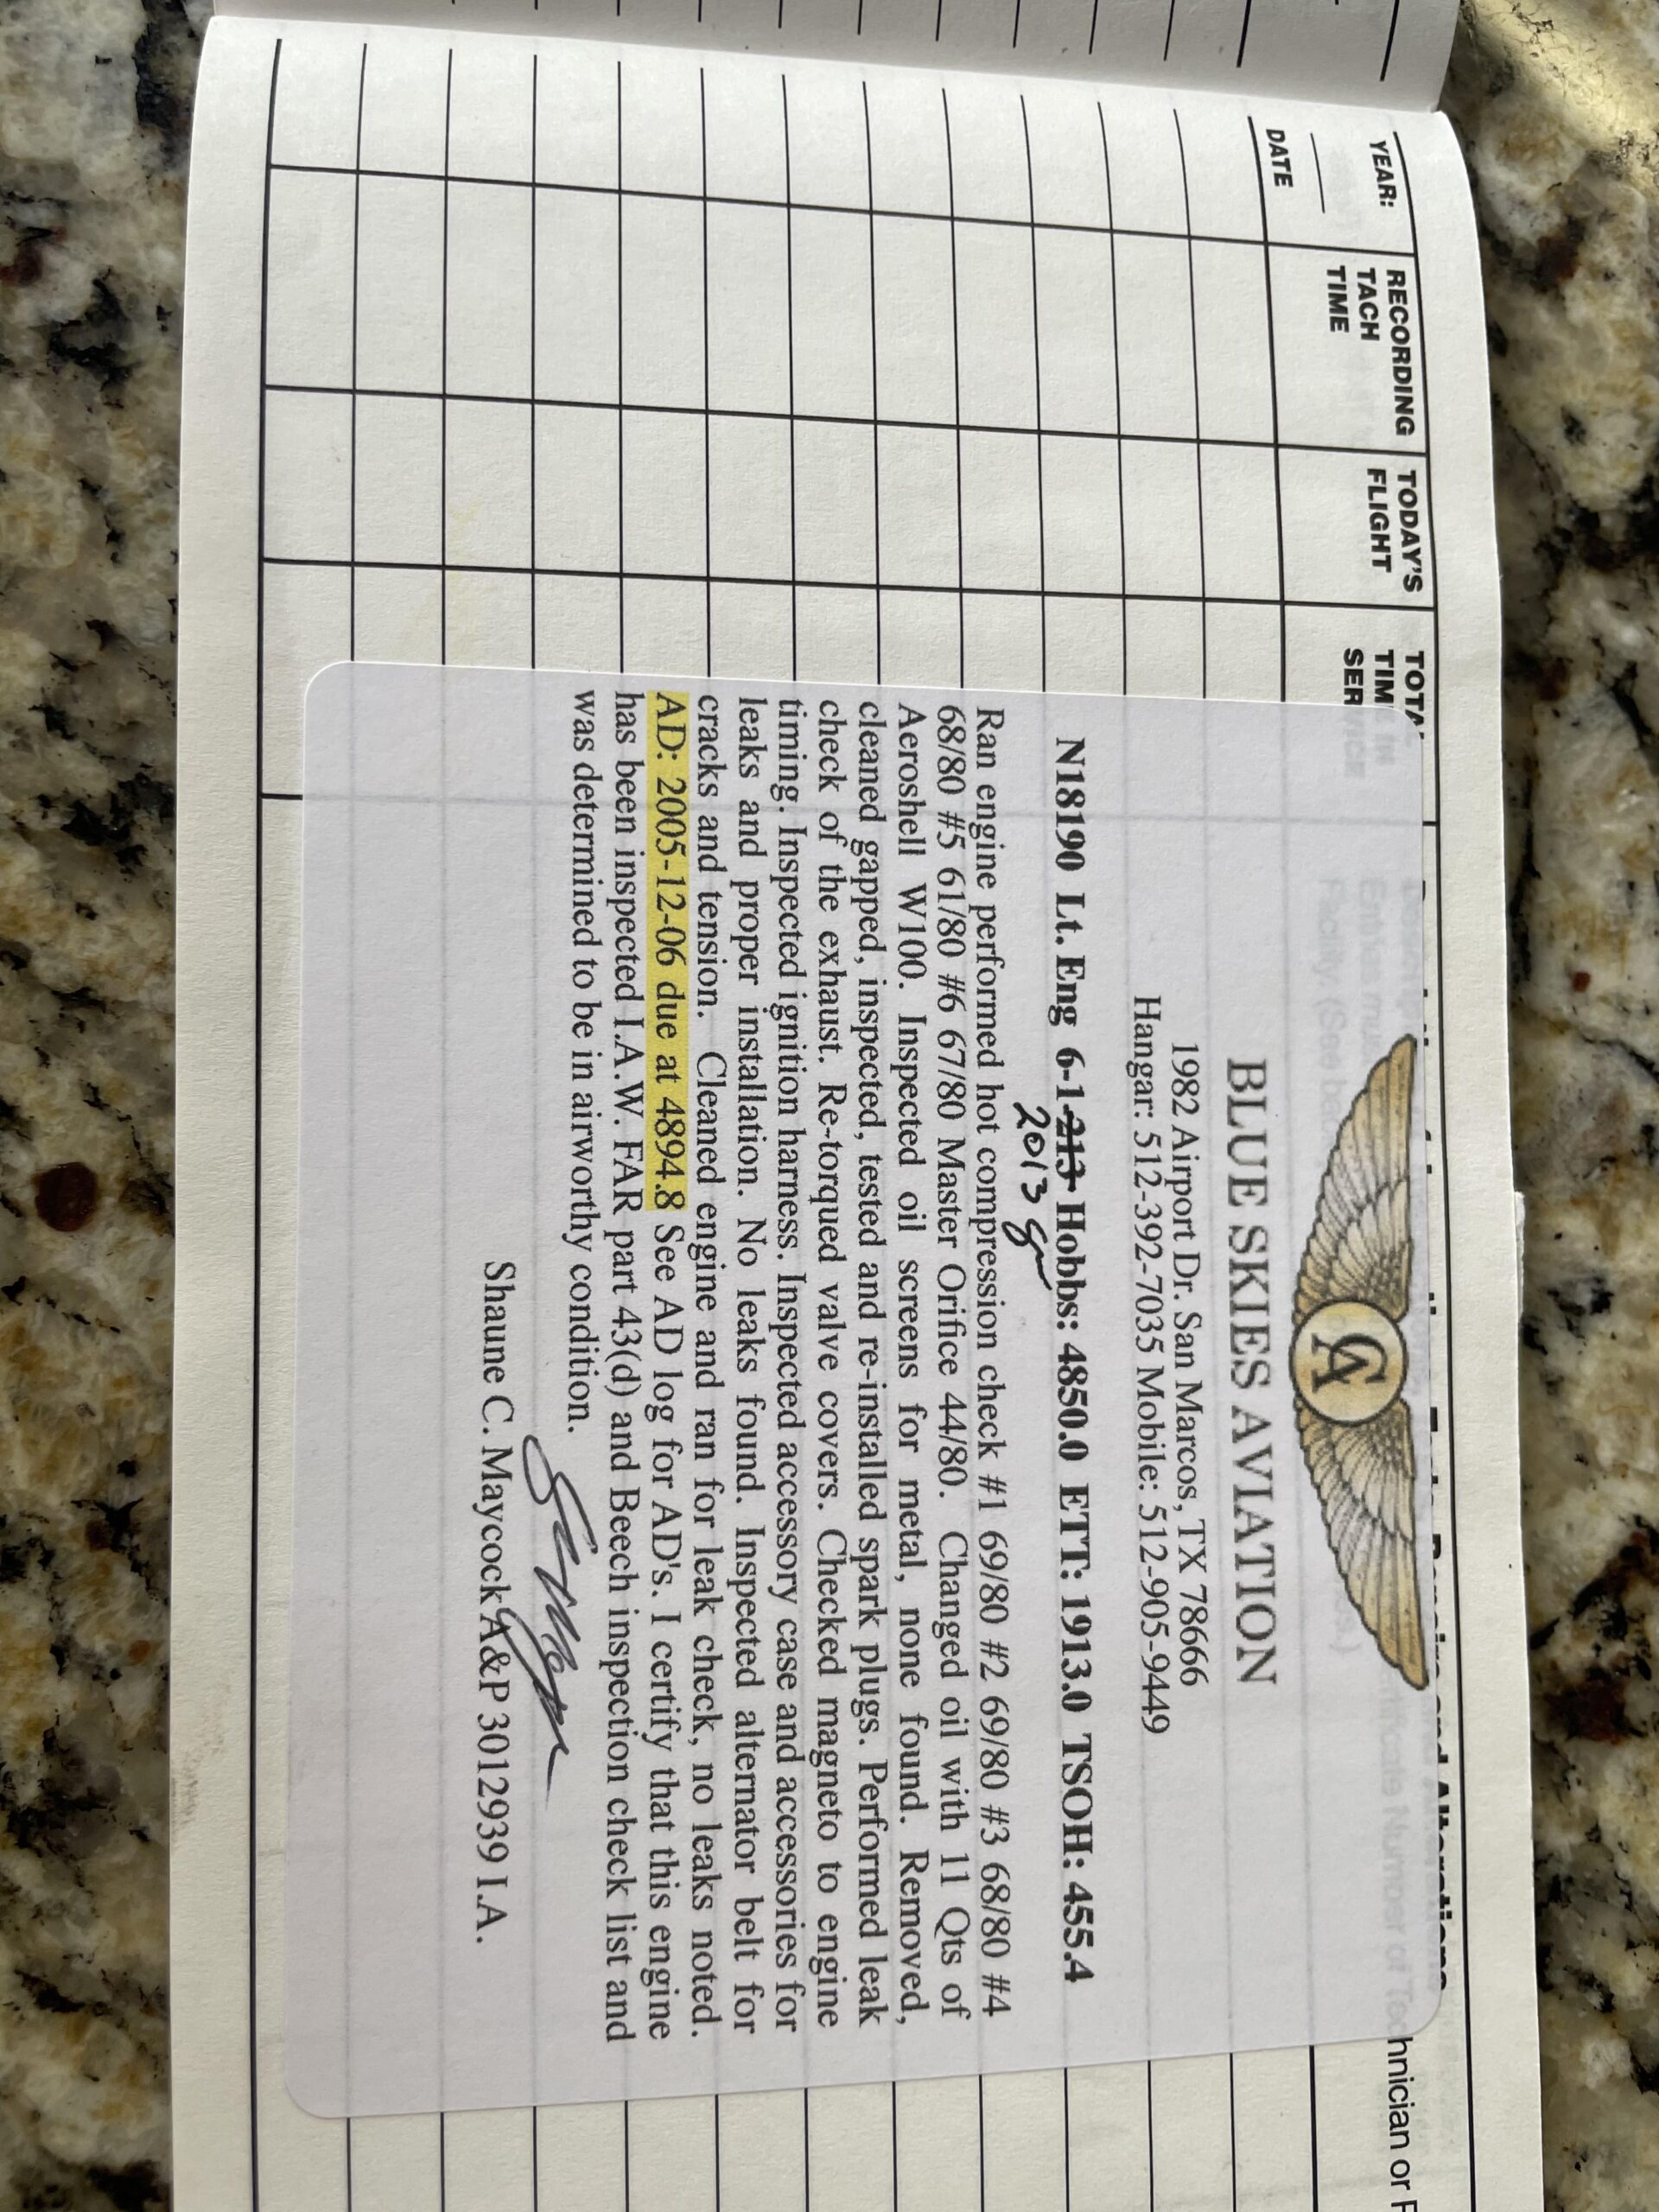 YEAR:
DATE
RECORDING
TACH
TIME
TODAY'S
FLIGHT
TOTA
TIM
SER
hnician or F
CA
BLUE SKIES AVIATION
1982 Airport Dr. San Marcos, TX 78666
Hangar: 512-392-7035 Mobile: 512-905-9449
N18190 Lt. Eng 6-1-213 Hobbs: 4850.0 ETT: 1913.0 TSOH: 455.4
2013
Ran engine performed hot compression check #1 69/80 #2 69/80 #3 68/80 #4
68/80 #5 61/80 #6 67/80 Master Orifice 44/80. Changed oil with 11 Qts of
Aeroshell W100. Inspected oil screens for metal, none found. Removed,
cleaned gapped, inspected, tested and re-installed spark plugs. Performed leak
check of the exhaust. Re-torqued valve covers. Checked magneto to engine
timing. Inspected ignition harness. Inspected accessory case and accessories for
leaks and proper installation. No leaks found. Inspected alternator belt for
cracks and tension. Cleaned engine and ran for leak check, no leaks noted.
AD: 2005-12-06 due at 4894.8 See AD log for AD's. I certify that this engine
has been inspected I.A.W. FAR part 43(d) and Beech inspection check list and
was determined to be in airworthy condition.
Shaune C. Maycock A&P 3012939 I.A.